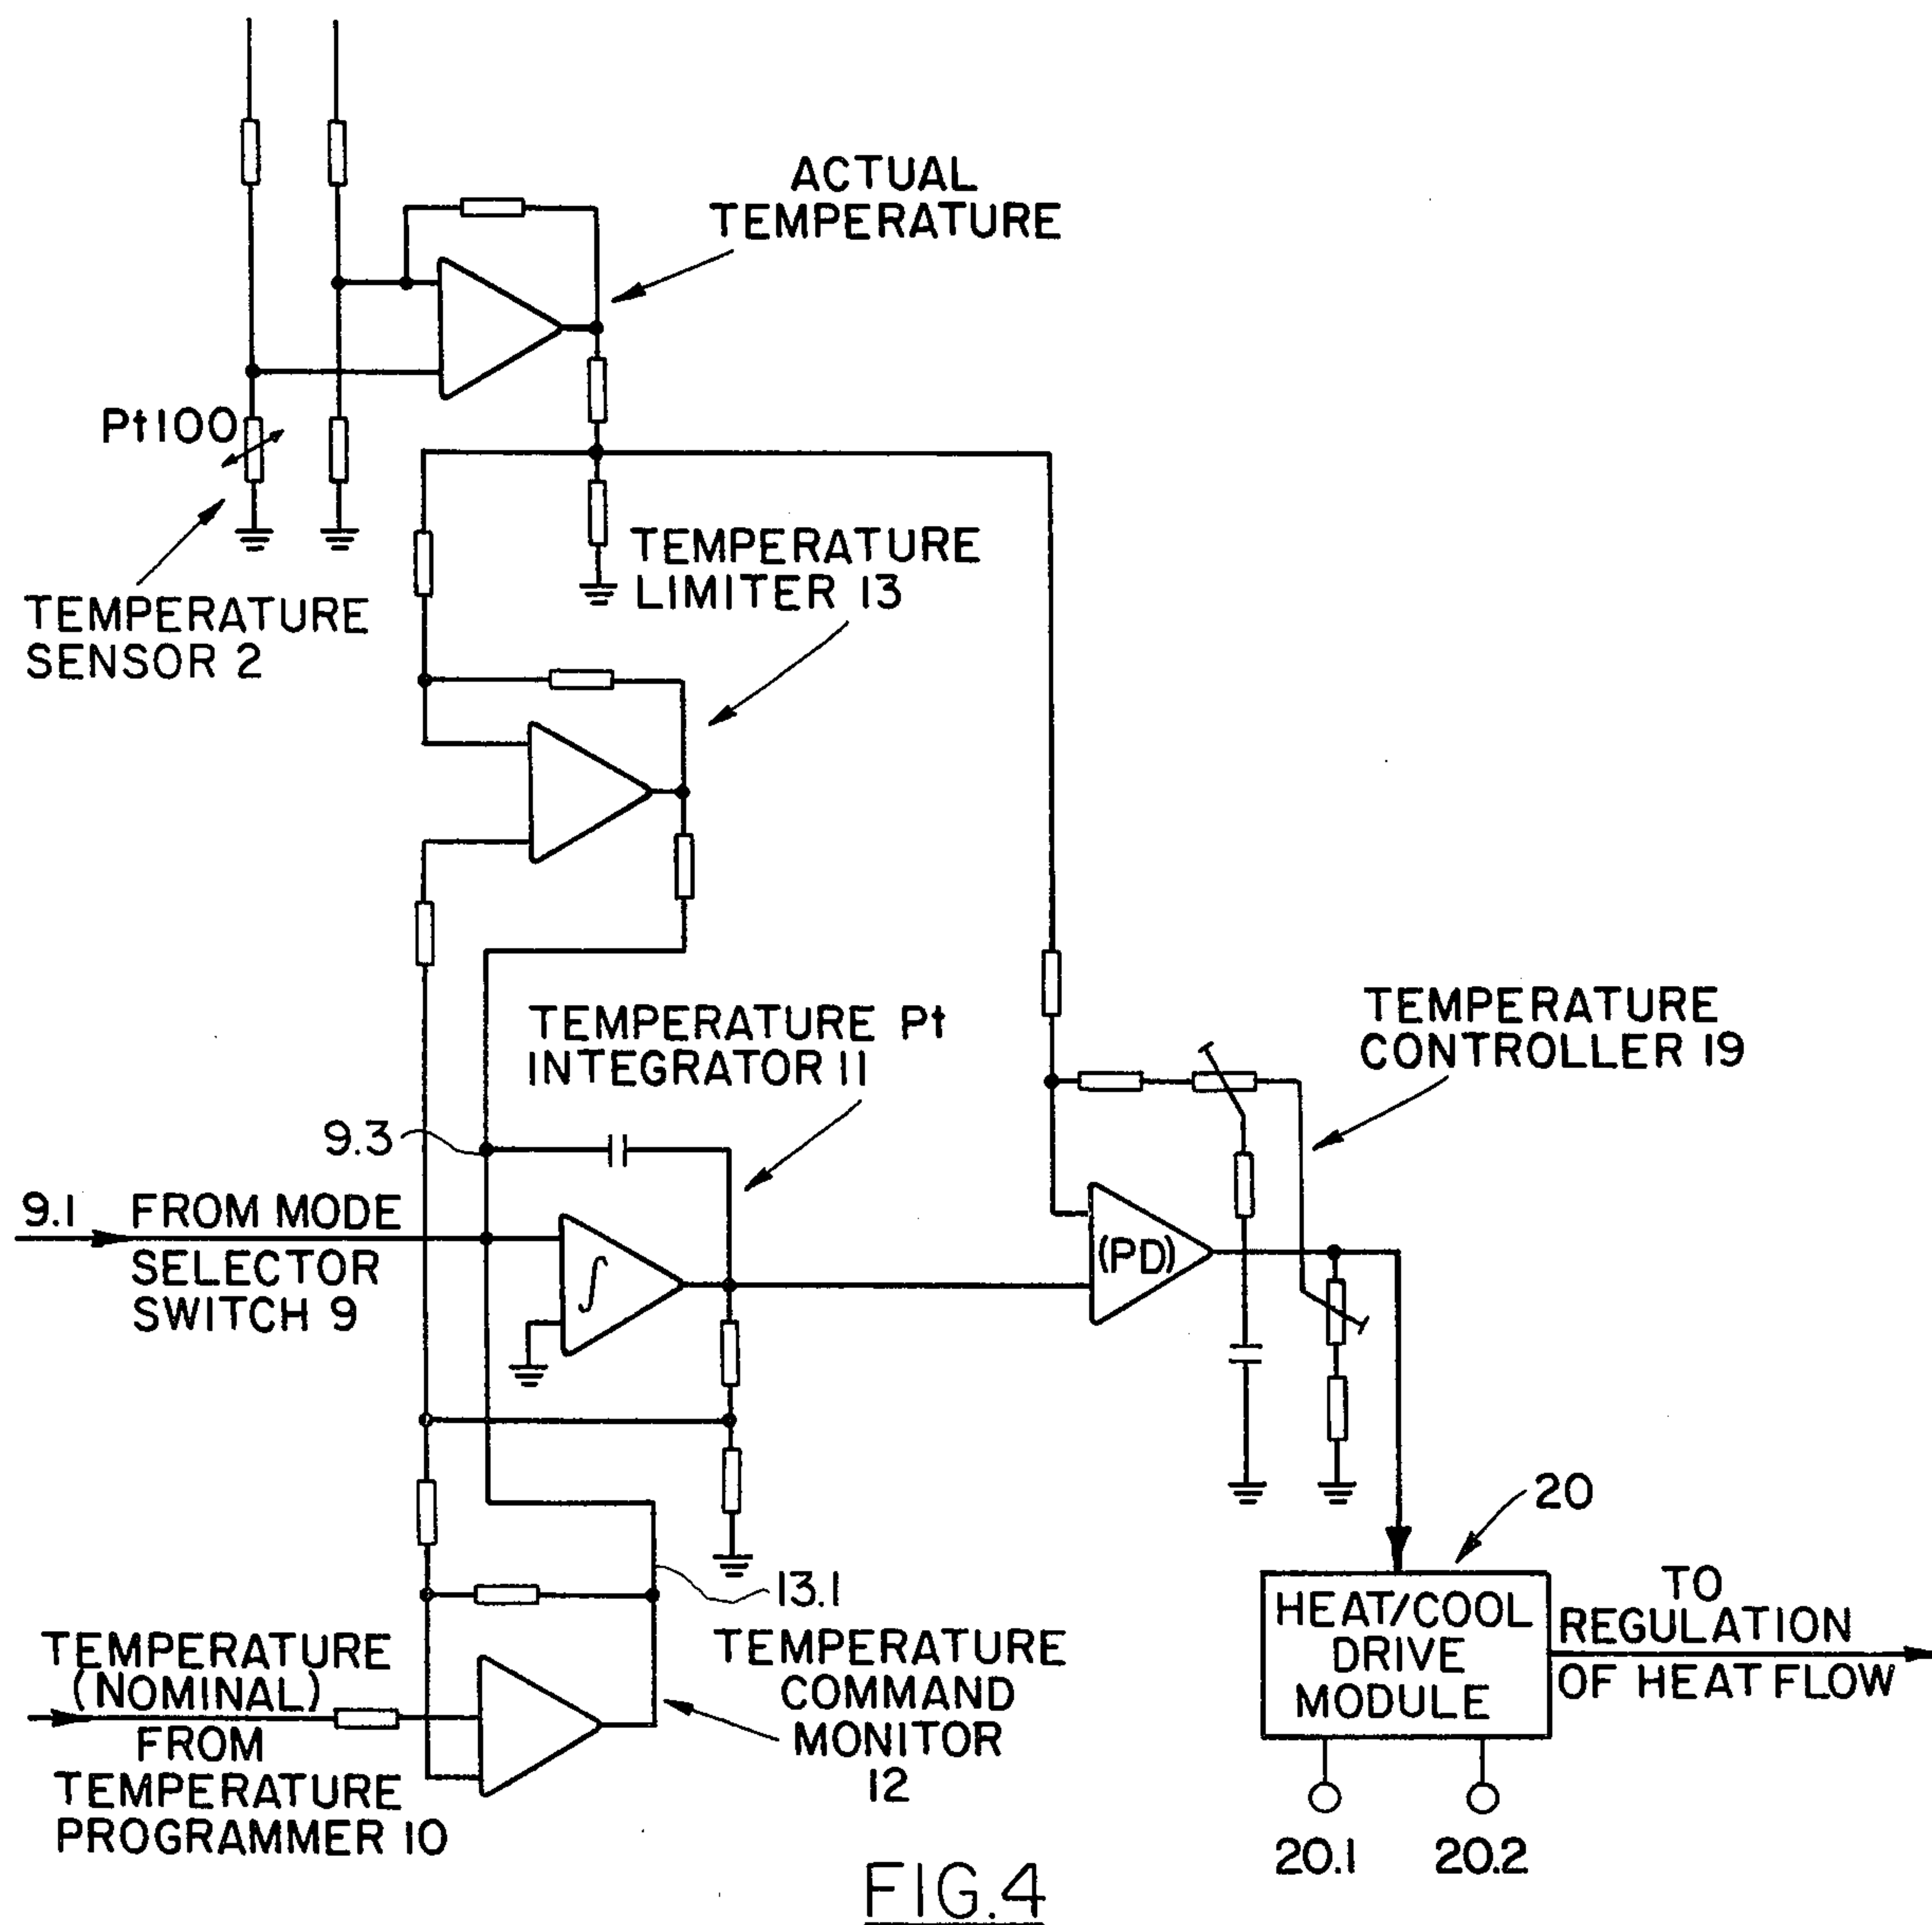 ACTUAL
TEMPERATURE
Pt100
TEMPERATURE
SENSOR 2
TEMPERATURE
LIMITER 13
TEMPERATURE Pt
INTEGRATOR 11
TEMPERATURE
CONTROLLER 19
9.3
9.1 FROM MODE
SELECTOR
SWITCH 9
∫
(PD)
20
13.1
HEAT/COOL
DRIVE
MODULE
TO
REGULATION
OF HEAT FLOW
TEMPERATURE
(NOMINAL)
FROM
TEMPERATURE
PROGRAMMER 10
TEMPERATURE
COMMAND
MONITOR
12
20.1
20.2
FIG.4